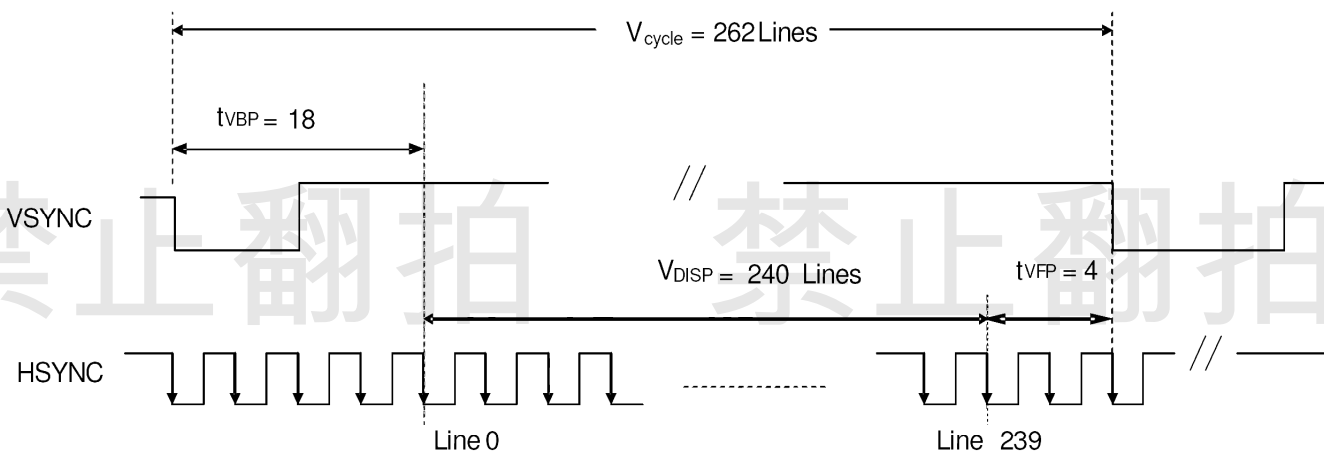 Vcycle = 262 Lines
tVBP = 18
VSYNC
VDISP = 240 Lines
tVFP = 4
HSYNC
Line 0
Line 239
禁止翻拍
禁止翻拍